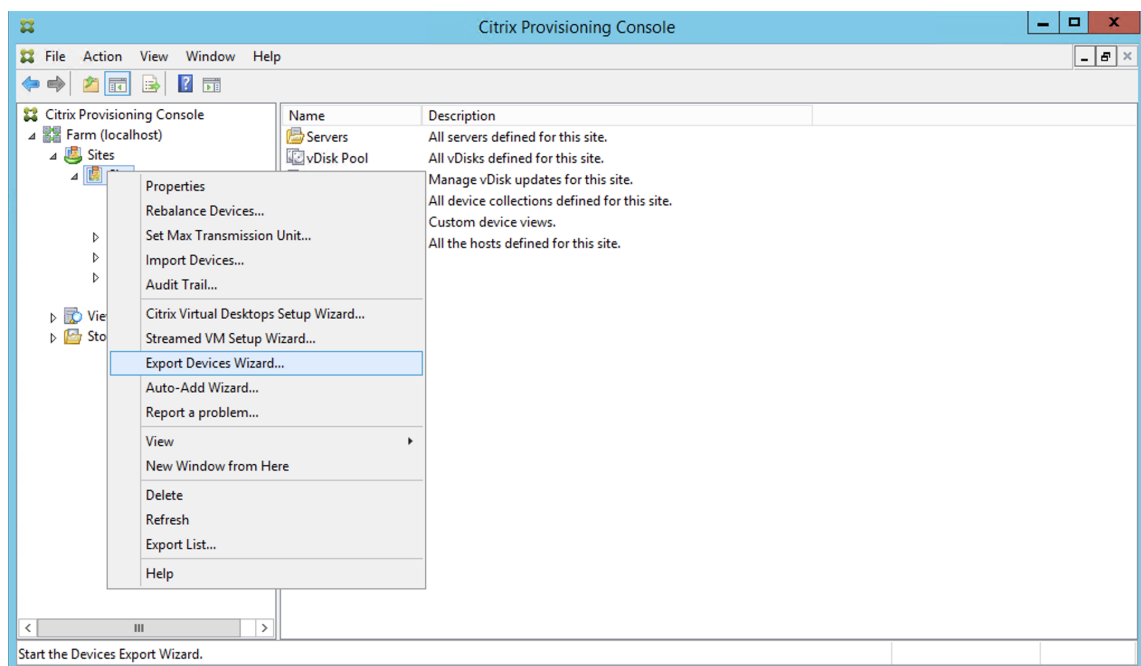 Citrix Provisioning Console
File Action View Window Help
Citrix Provisioning Console
Farm (localhost)
Sites
Name Description
Servers All servers defined for this site.
vDisk Pool All vDisks defined for this site.
Manage vDisk updates for this site.
All device collections defined for this site.
Custom device views.
All the hosts defined for this site.
Properties
Rebalance Devices...
Set Max Transmission Unit...
Import Devices...
Audit Trail...
Citrix Virtual Desktops Setup Wizard...
Streamed VM Setup Wizard...
Export Devices Wizard...
Auto-Add Wizard...
Report a problem...
View
New Window from Here
Delete
Refresh
Export List...
Help
Vie
Sto
Start the Devices Export Wizard.